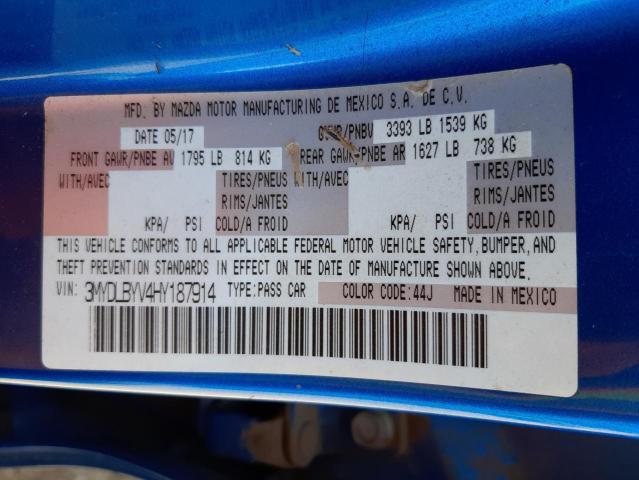 MFD. BY MAZDA MOTOR MANUFACTURING DE MEXICO S.A. DE C.V.
DATE 05/17 GVWR/PNBV 3393 LB 1539 KG
FRONT GAWR/PNBE AV 1795 LB 814 KG REAR GAWR/PNBE AR 1627 LB 738 KG
WITH/AVEC TIRES/PNEUS WITH/AVEC TIRES/PNEUS
RIMS/JANTES RIMS/JANTES
KPA/ PSI COLD/A FROID KPA/ PSI COLD/A FROID
THIS VEHICLE CONFORMS TO ALL APPLICABLE FEDERAL MOTOR VEHICLE SAFETY, BUMPER, AND
THEFT PREVENTION STANDARDS IN EFFECT ON THE DATE OF MANUFACTURE SHOWN ABOVE.
VIN: 3MYDLBYV4HY187914 TYPE:PASS CAR COLOR CODE:44J MADE IN MEXICO